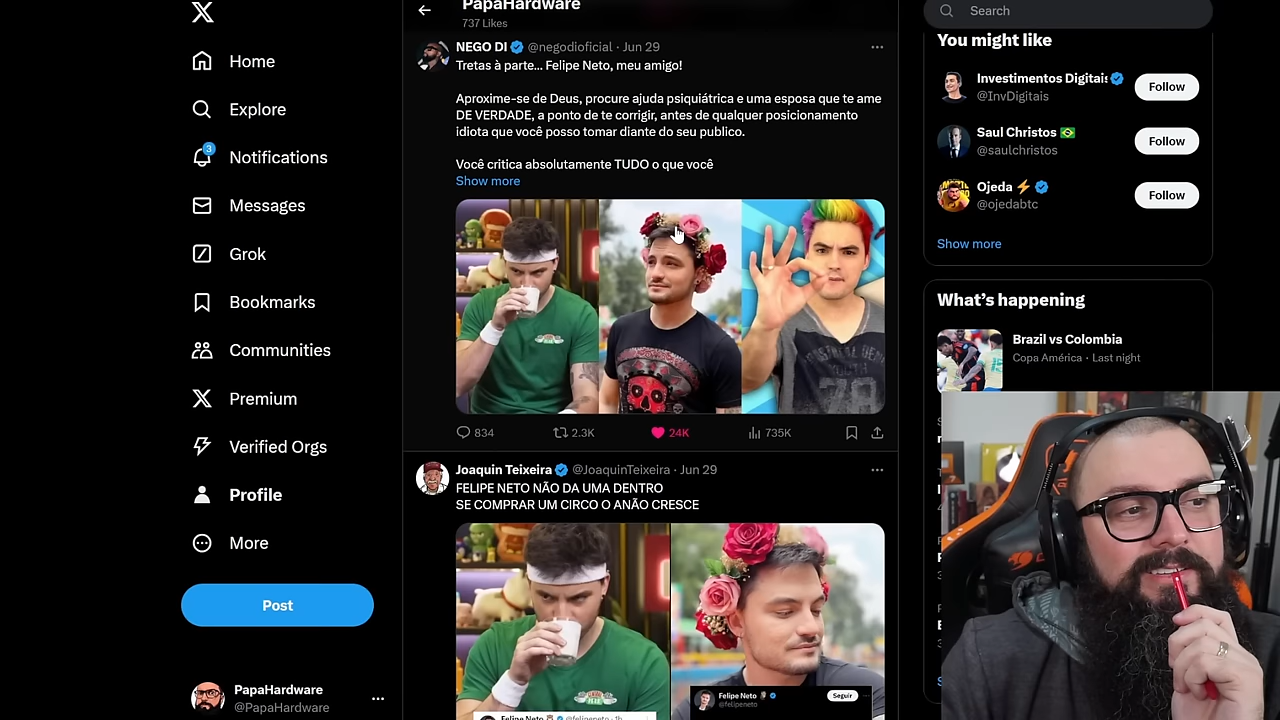 Home
Explore
3
Notifications
Messages
Grok
Bookmarks
Communities
Premium
Verified Orgs
Profile
More
Post
PapaHardware
@PapaHardware
PapaHardware
737 Likes
NEGO DI @negodioficial · Jun 29
Tretas à parte... Felipe Neto, meu amigo!
Aproxime-se de Deus, procure ajuda psiquiátrica e uma esposa que te ame
DE VERDADE, a ponto de te corrigir, antes de qualquer posicionamento
idiota que você posso tomar diante do seu publico.
Você critica absolutamente TUDO o que você
Show more
834
2.3K
24K
735K
Joaquin Teixeira @JoaquinTeixeira · Jun 29
FELIPE NETO NÃO DA UMA DENTRO
SE COMPRAR UM CIRCO O ANÃO CRESCE
Felipe Neto @felipeneto · 1h
Felipe Neto
@felipeneto
Seguir
Search
You might like
Investimentos Digitais
@InvDigitais
Follow
Saul Christos
@saulchristos
Follow
Ojeda
@ojedabtc
Follow
Show more
What's happening
Brazil vs Colombia
Copa América · Last night